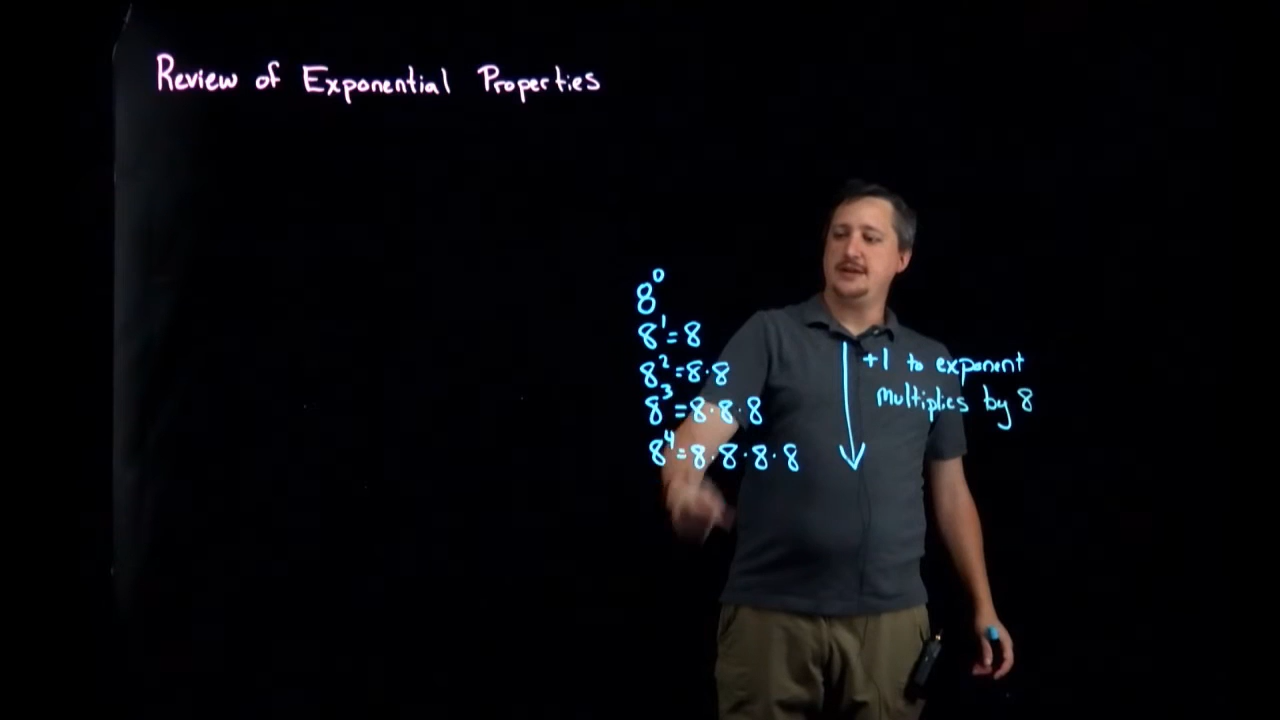 Review of Exponential Properties
8⁰
8¹=8
8²=8·8
8³=8·8·8
8⁴=8·8·8·8
+1 to exponent
multiplies by 8